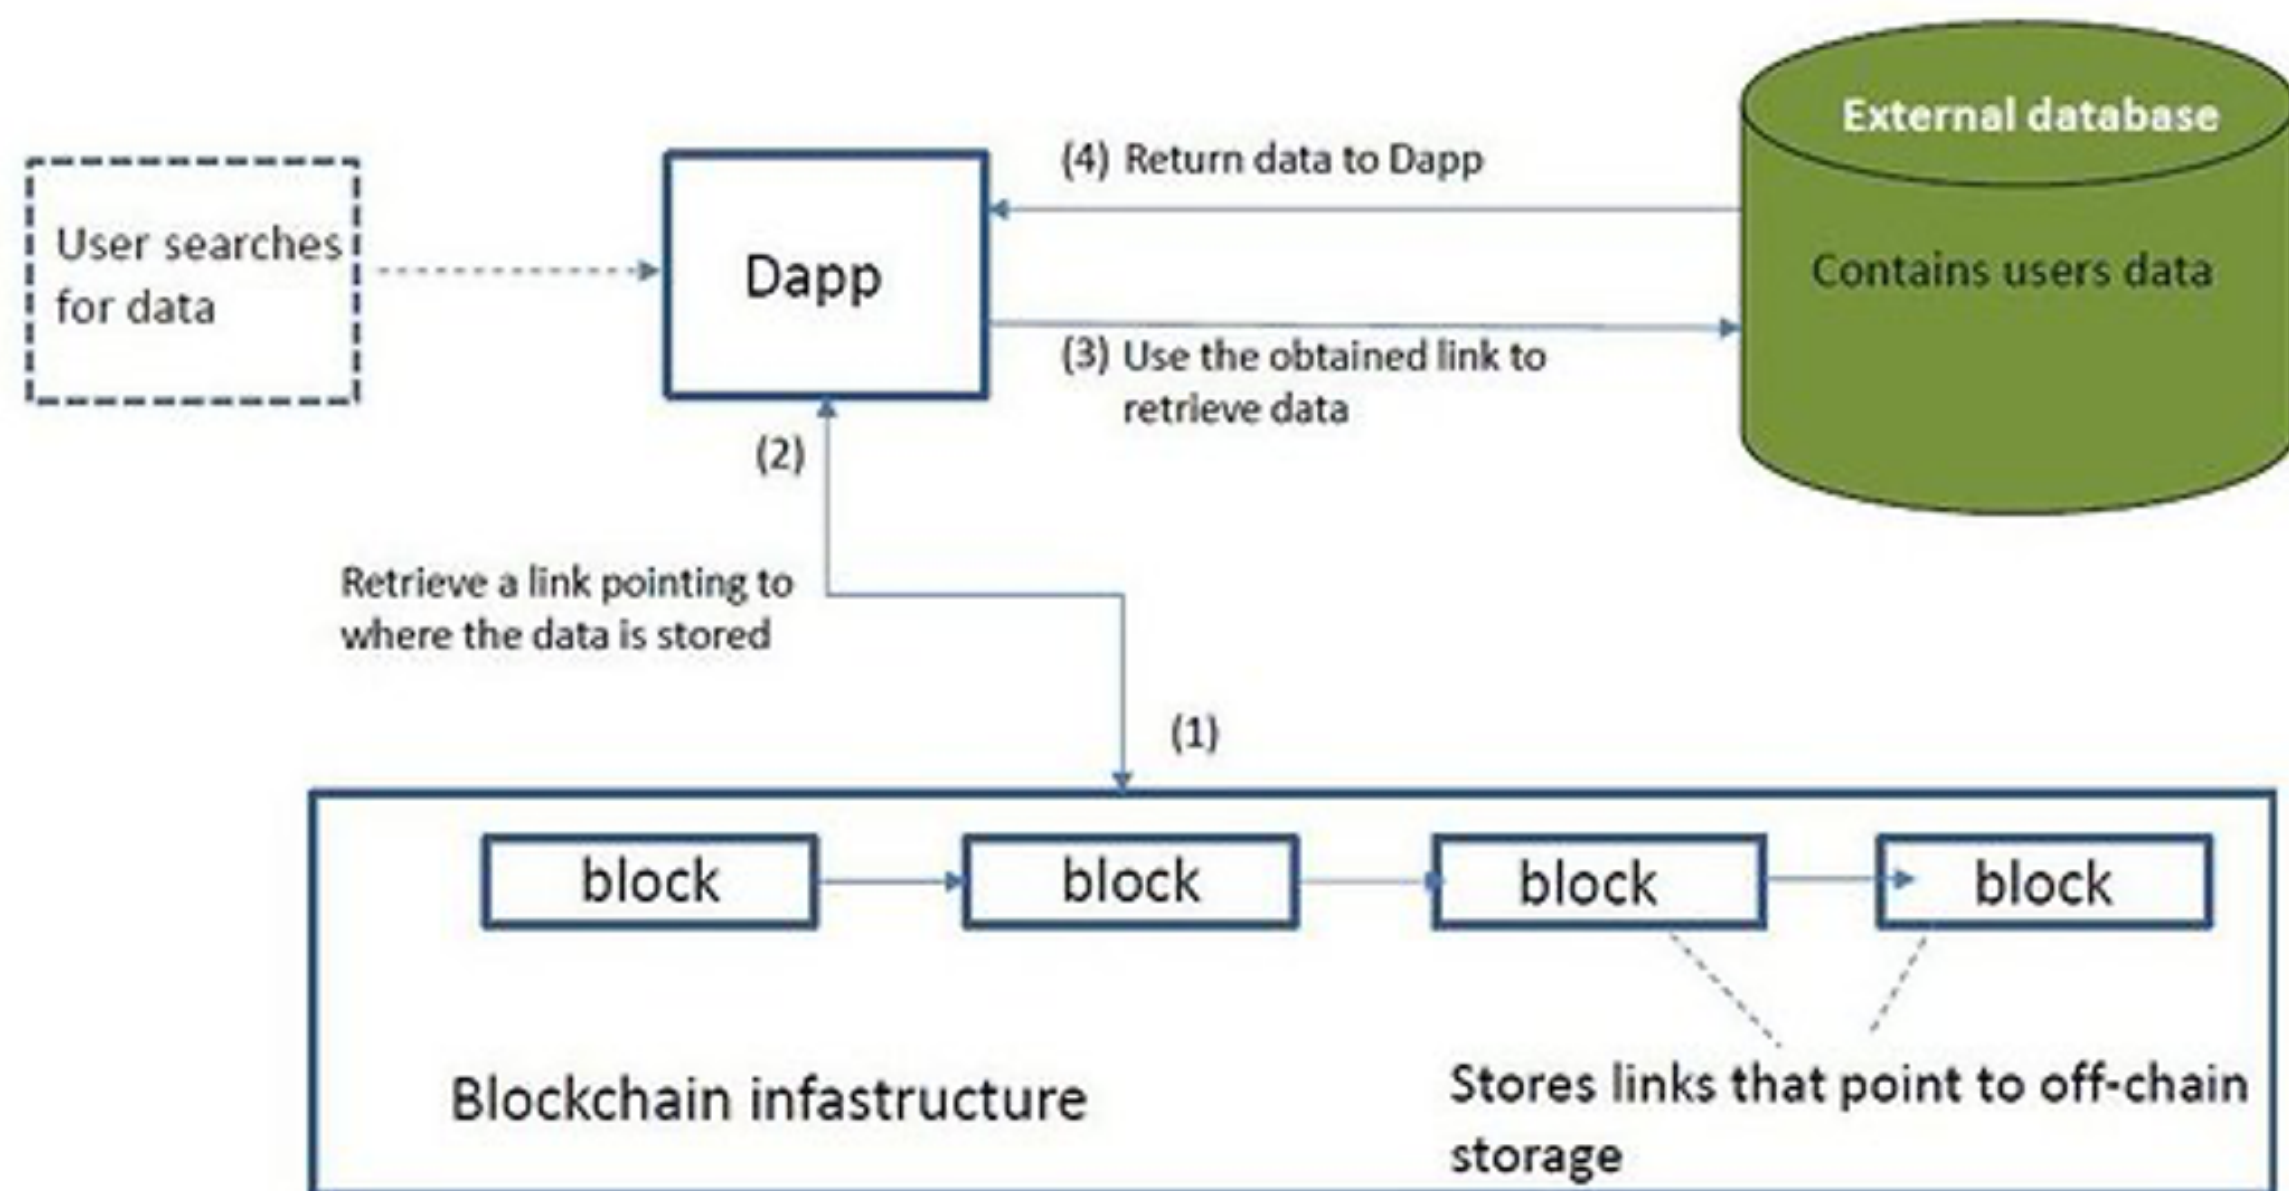 External database
Contains users data
(4) Return data to Dapp
User searches
for data
Dapp
(3) Use the obtained link to
retrieve data
(2)
Retrieve a link pointing to
where the data is stored
(1)
block
block
block
block
Blockchain infastructure
Stores links that point to off-chain
storage